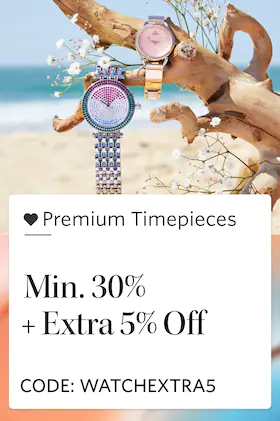 Premium Timepieces
Min. 30%
+ Extra 5% Off
CODE: WATCHEXTRA5